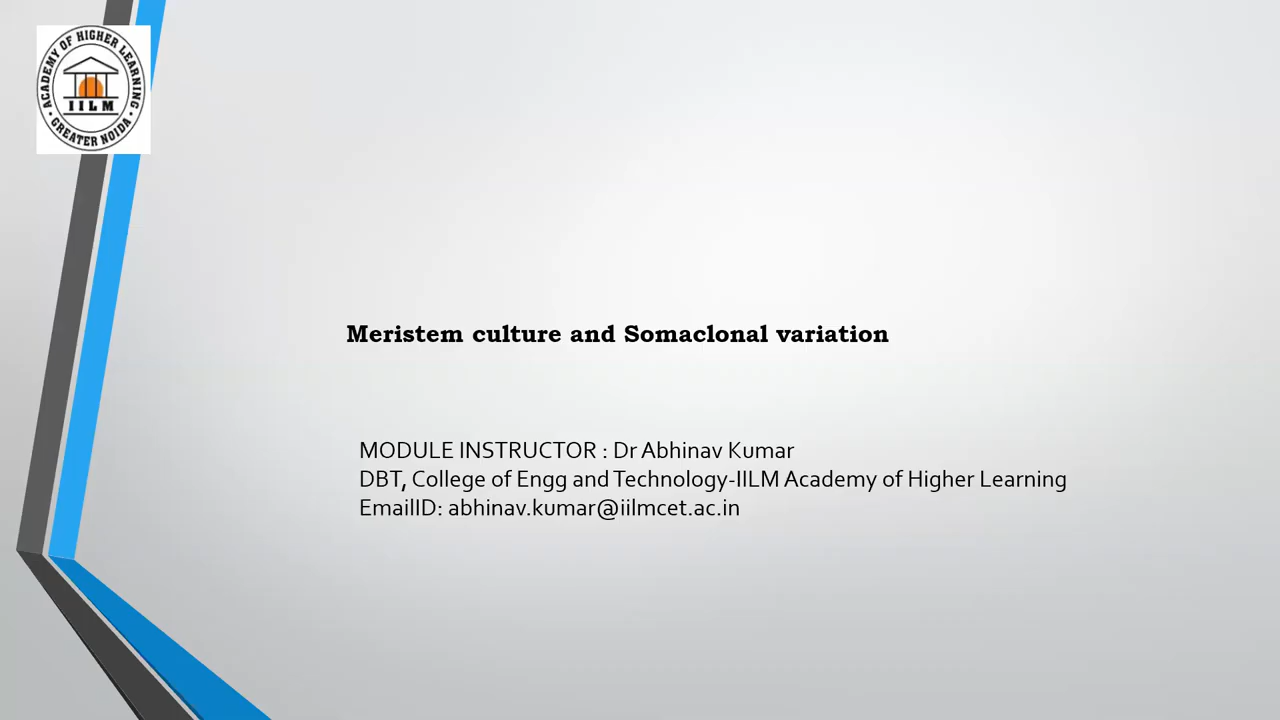 ACADEMY OF HIGHER LEARNING
IILM
GREATER NOIDA
Meristem culture and Somaclonal variation
MODULE INSTRUCTOR : Dr Abhinav Kumar
DBT, College of Engg and Technology-IILM Academy of Higher Learning
EmailID: abhinav.kumar@iilmcet.ac.in